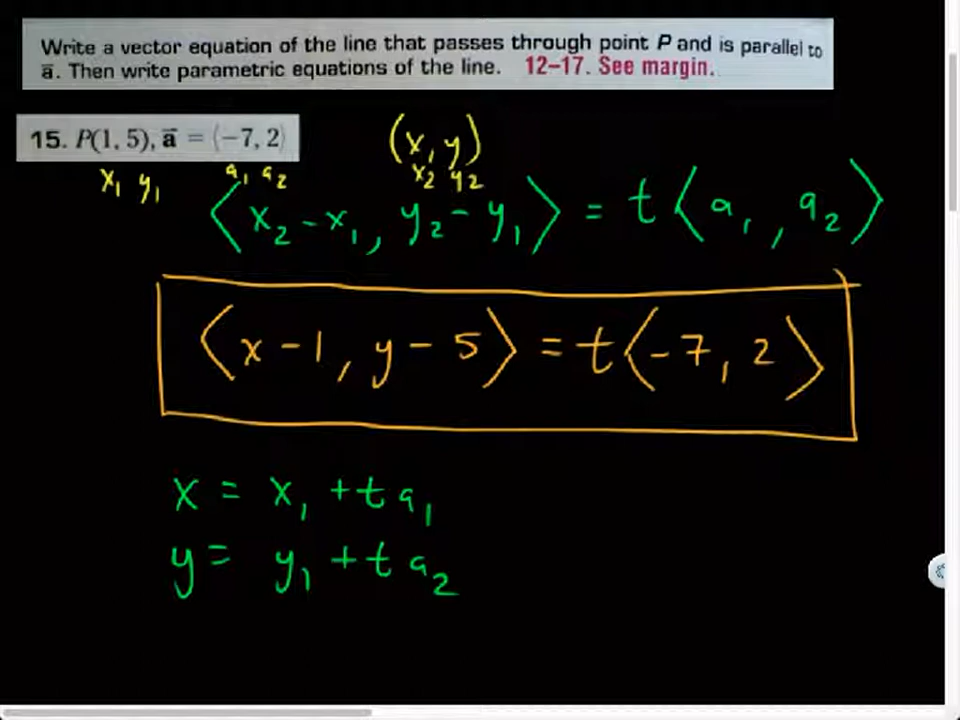 Write a vector equation of the line that passes through point P and is parallel to
a⃗. Then write parametric equations of the line. 12–17. See margin.
15. P(1, 5), a⃗ = ⟨−7, 2⟩
(x, y)
x₁ y₁ a₁ a₂ x₂ y₂
⟨x₂ − x₁, y₂ − y₁⟩ = t⟨a₁, a₂⟩
⟨x − 1, y − 5⟩ = t⟨−7, 2⟩
x = x₁ + t a₁
y = y₁ + t a₂